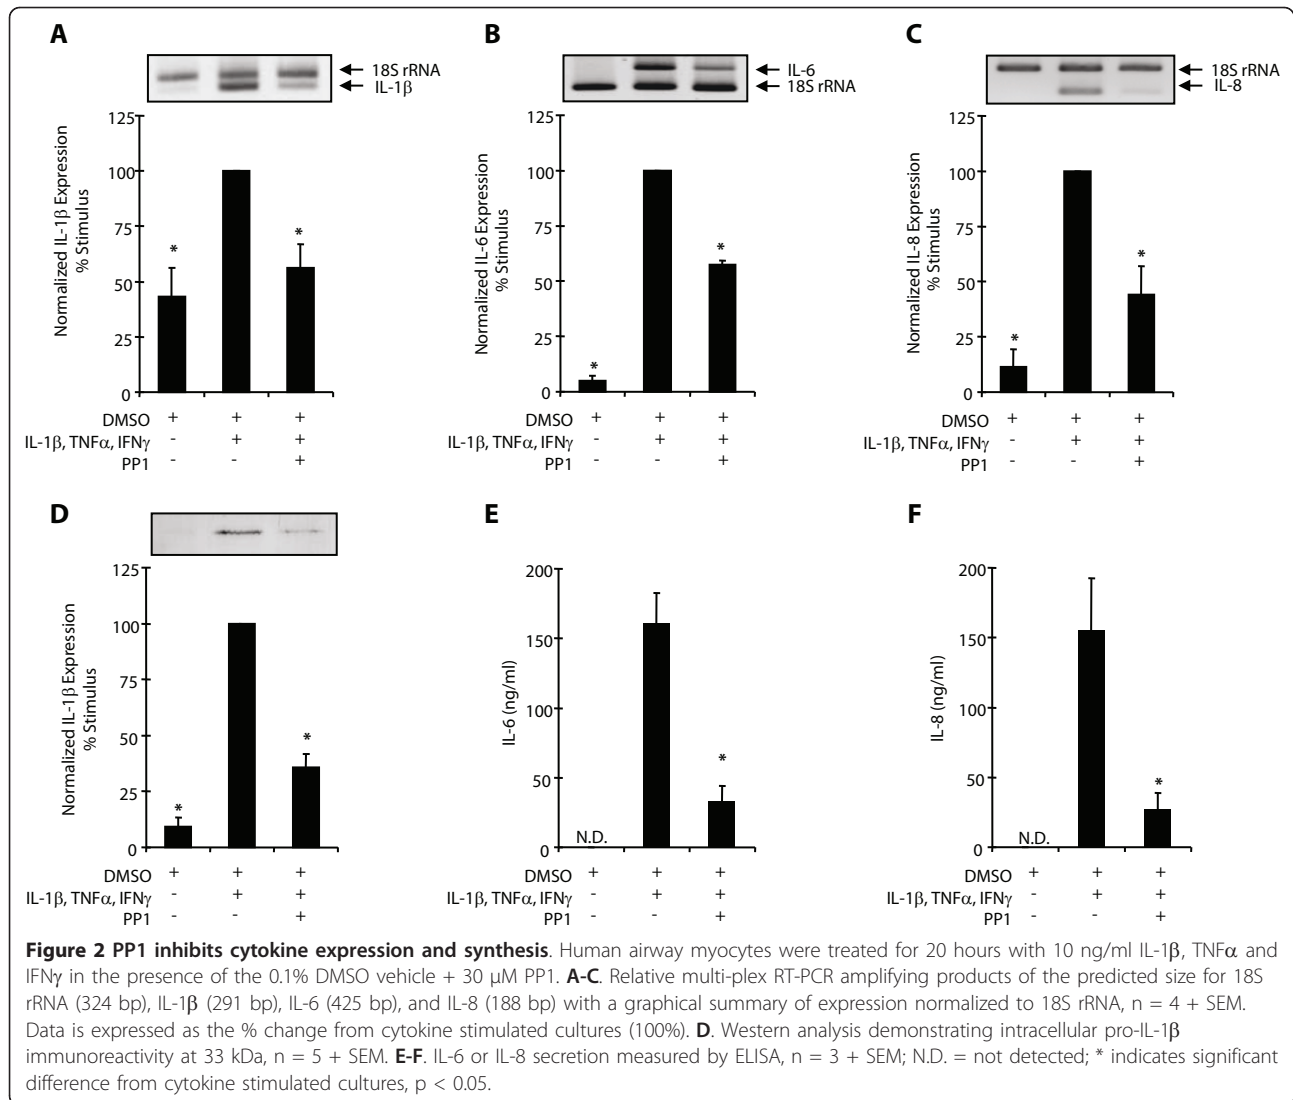 A
18S rRNA
IL-1β
125
100
75
50
25
0
Normalized IL-1β Expression
% Stimulus
*
*
DMSO + + +
IL-1β, TNFα, IFNγ - + +
PP1 - - +
B
IL-6
18S rRNA
125
100
75
50
25
0
Normalized IL-6 Expression
% Stimulus
*
*
DMSO + + +
IL-1β, TNFα, IFNγ - + +
PP1 - - +
C
18S rRNA
IL-8
125
100
75
50
25
0
Normalized IL-8 Expression
% Stimulus
*
*
DMSO + + +
IL-1β, TNFα, IFNγ - + +
PP1 - - +
D
125
100
75
50
25
0
Normalized IL-1β Expression
% Stimulus
*
*
DMSO + + +
IL-1β, TNFα, IFNγ - + +
PP1 - - +
E
200
150
100
50
0
IL-6 (ng/ml)
N.D.
*
DMSO + + +
IL-1β, TNFα, IFNγ - + +
PP1 - - +
F
200
150
100
50
0
IL-8 (ng/ml)
N.D.
*
DMSO + + +
IL-1β, TNFα, IFNγ - + +
PP1 - - +
Figure 2 PP1 inhibits cytokine expression and synthesis. Human airway myocytes were treated for 20 hours with 10 ng/ml IL-1β, TNFα and
IFNγ in the presence of the 0.1% DMSO vehicle + 30 μM PP1. A-C. Relative multi-plex RT-PCR amplifying products of the predicted size for 18S
rRNA (324 bp), IL-1β (291 bp), IL-6 (425 bp), and IL-8 (188 bp) with a graphical summary of expression normalized to 18S rRNA, n = 4 + SEM.
Data is expressed as the % change from cytokine stimulated cultures (100%). D. Western analysis demonstrating intracellular pro-IL-1β
immunoreactivity at 33 kDa, n = 5 + SEM. E-F. IL-6 or IL-8 secretion measured by ELISA, n = 3 + SEM; N.D. = not detected; * indicates significant
difference from cytokine stimulated cultures, p < 0.05.